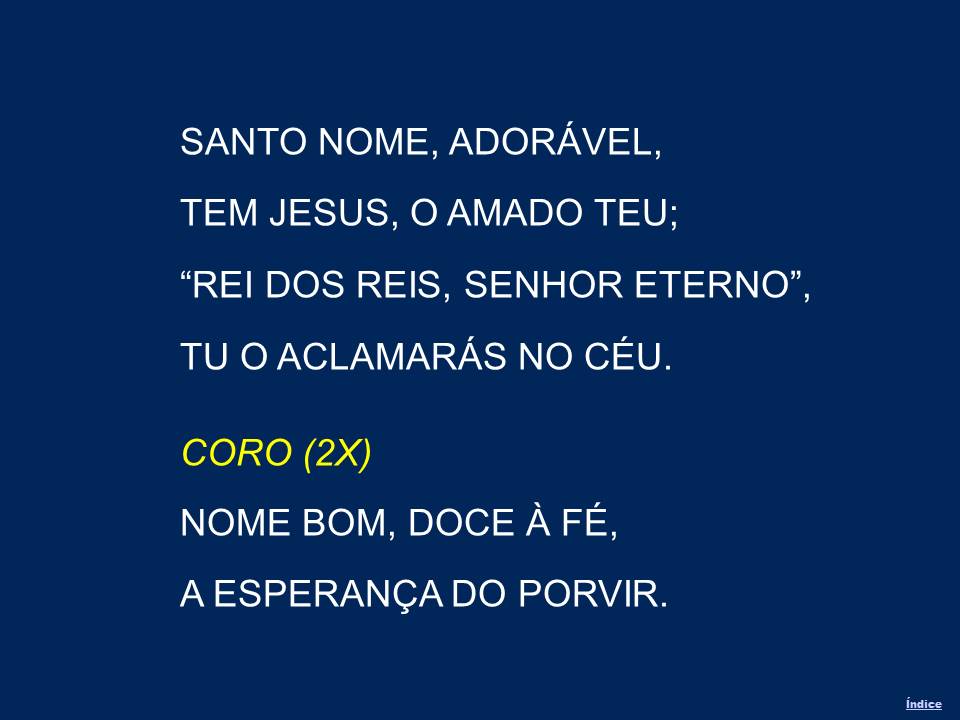 SANTO NOME, ADORÁVEL,
TEM JESUS, O AMADO TEU;
“REI DOS REIS, SENHOR ETERNO”,
TU O ACLAMARÁS NO CÉU.
CORO (2X)
NOME BOM, DOCE À FÉ,
A ESPERANÇA DO PORVIR.
Índice